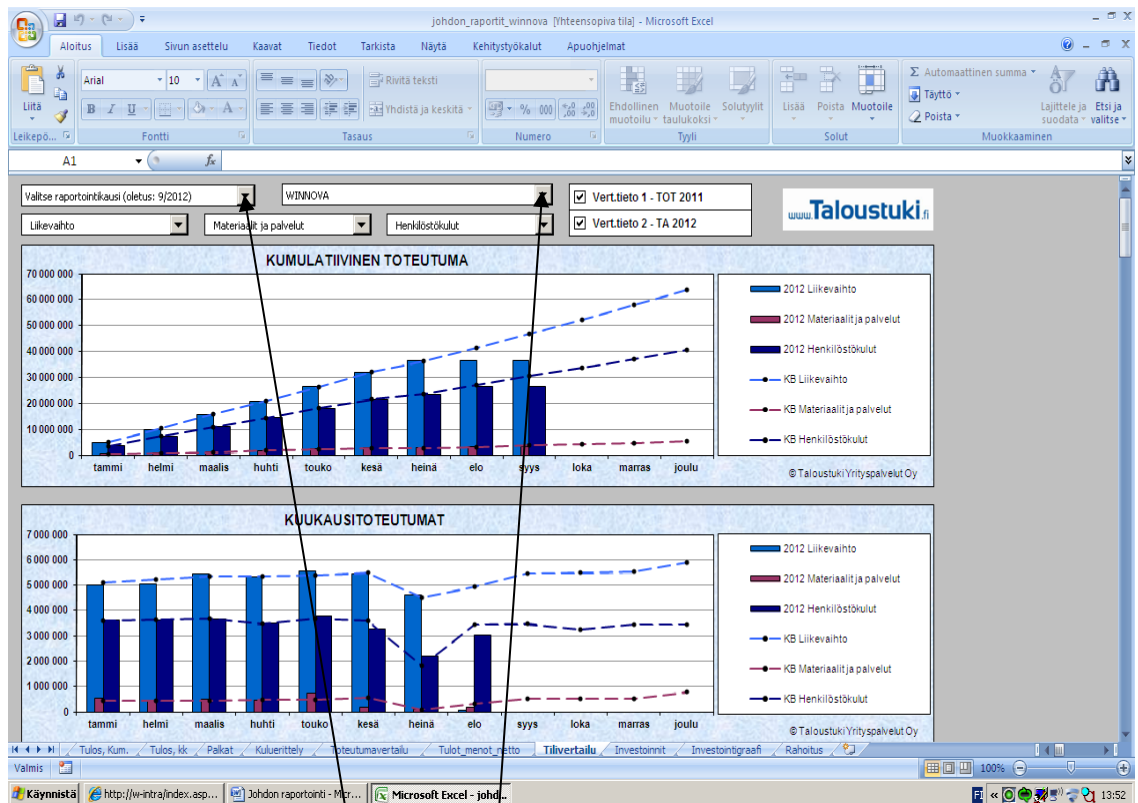 johdon_raportit_winnova [Yhteensopiva tila] - Microsoft Excel
Aloitus Lisää Sivun asettelu Kaavat Tiedot Tarkista Näytä Kehitystyökalut Apuohjelmat
Liitä
Arial 10
Rivitä teksti
Yhdistä ja keskitä
Ehdollinen muotoilu
Muotoile taulukoksi
Solutyylit
Lisää Poista Muotoile
Automaattinen summa
Täyttö
Poista
Lajittele ja suodata
Etsi ja valitse
Leikepö... Fontti Tasaus Numero Tyyli Solut Muokkaaminen
A1 fx
Valitse raportointikausi (oletus: 9/2012)
WINNOVA
Vert.tieto 1 - TOT 2011
Liikevaihto
Materiaalit ja palvelut
Henkilöstökulut
Vert.tieto 2 - TA 2012
www.Taloustuki.fi
KUMULATIIVINEN TOTEUTUMA
70 000 000
60 000 000
50 000 000
40 000 000
30 000 000
20 000 000
10 000 000
0
tammi helmi maalis huhti touko kesä heinä elo syys loka marras joulu
2012 Liikevaihto
2012 Materiaalit ja palvelut
2012 Henkilöstökulut
KB Liikevaihto
KB Materiaalit ja palvelut
KB Henkilöstökulut
© Taloustuki Yrityspalvelut Oy
KUUKAUSITOTEUTUMAT
7 000 000
6 000 000
5 000 000
4 000 000
3 000 000
2 000 000
1 000 000
0
tammi helmi maalis huhti touko kesä heinä elo syys loka marras joulu
2012 Liikevaihto
2012 Materiaalit ja palvelut
2012 Henkilöstökulut
KB Liikevaihto
KB Materiaalit ja palvelut
KB Henkilöstökulut
© Taloustuki Yrityspalvelut Oy
Tulos, Kum. Tulos, kk Palkat Kuluerittely Toteutumavertailu Tulot_menot_netto Tilivertailu Investoinnit Investointigraafi Rahoitus
Valmis 100%
Käynnistä http://w-intra/index.asp... Johdon raportointi - Micr... Microsoft Excel - johd... FI 13:52